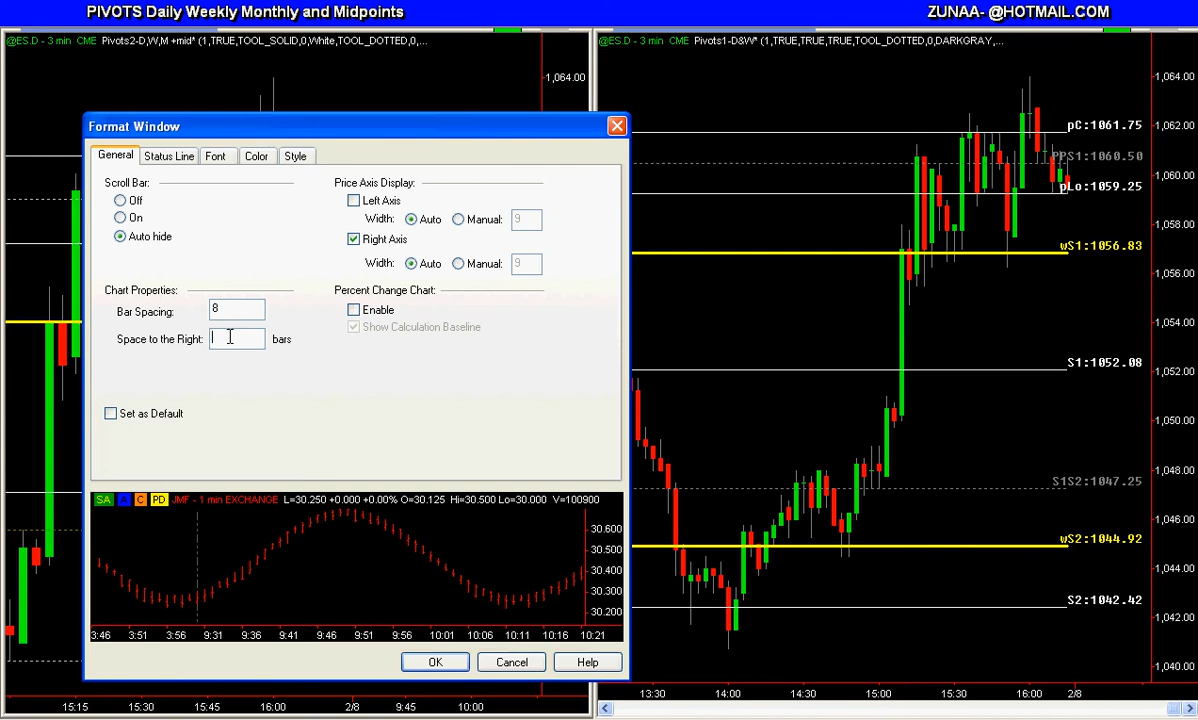 PIVOTS Daily Weekly Monthly and Midpoints
ZUNAA- @HOTMAIL.COM
@ES.D - 3 min CME Pivots2-D,W,M +mid* (1,TRUE,TOOL_SOLID,0,White,TOOL_DOTTED,0,...
1,064.00
15:15 15:30 15:45 16:00 2/8 9:45 10:00
Format Window
General Status Line Font Color Style
Scroll Bar:
Off
On
Auto hide
Chart Properties:
Bar Spacing: 8
Space to the Right: bars
Set as Default
Price Axis Display:
Left Axis
Width: Auto Manual: 9
Right Axis
Width: Auto Manual: 9
Percent Change Chart:
Enable
Show Calculation Baseline
SA A C PD JMF - 1 min EXCHANGE L=30.250 +0.000 +0.00% O=30.125 Hi=30.500 Lo=30.000 V=100900
30.600
30.500
30.400
30.300
30.200
3:46 3:51 3:56 9:31 9:36 9:41 9:46 9:51 9:56 10:01 10:06 10:11 10:16 10:21
OK Cancel Help
@ES.D - 3 min CME Pivots1-D&W* (1,TRUE,TRUE,TRUE,TOOL_DOTTED,0,DARKGRAY,...
pC:1061.75
PPS1:1060.50
pLo:1059.25
wS1:1056.83
S1:1052.08
S1S2:1047.25
wS2:1044.92
S2:1042.42
1,064.00
1,062.00
1,060.00
1,058.00
1,056.00
1,054.00
1,052.00
1,050.00
1,048.00
1,046.00
1,044.00
1,042.00
1,040.00
13:30 14:00 14:30 15:00 15:30 16:00 2/8